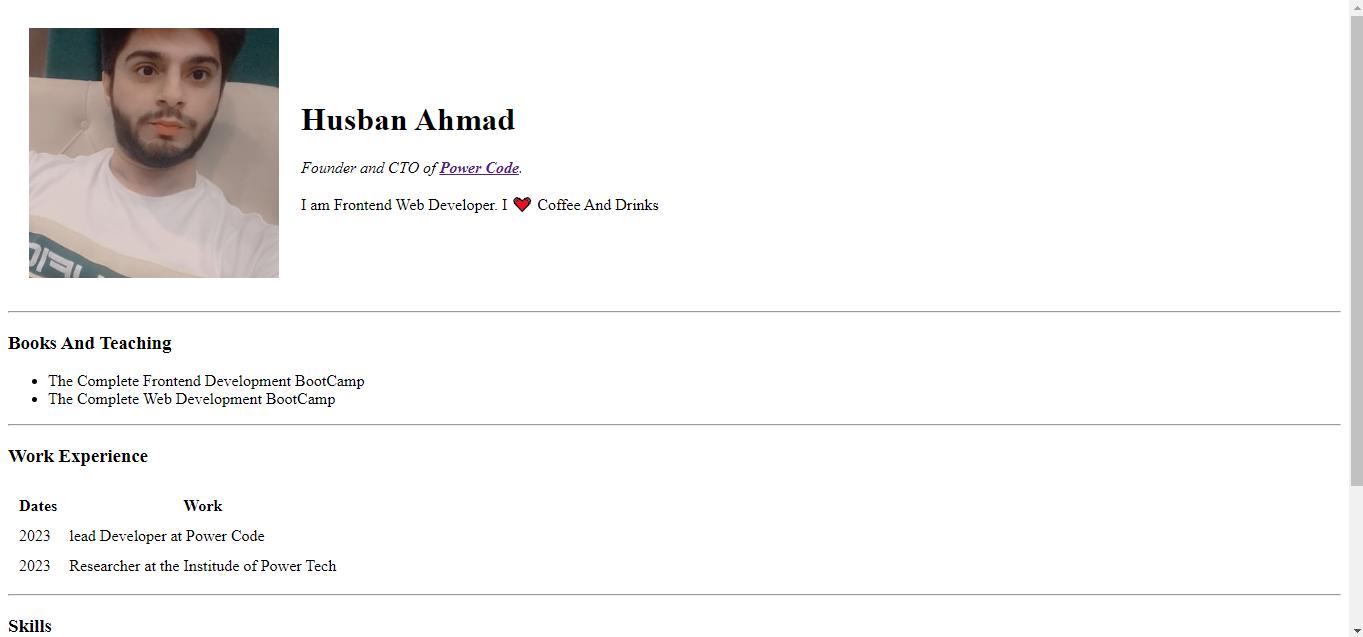 Husban Ahmad
Founder and CTO of Power Code.
I am Frontend Web Developer. I ❤ Coffee And Drinks
Books And Teaching
The Complete Frontend Development BootCamp
The Complete Web Development BootCamp
Work Experience
Dates Work
2023 lead Developer at Power Code
2023 Researcher at the Institude of Power Tech
Skills